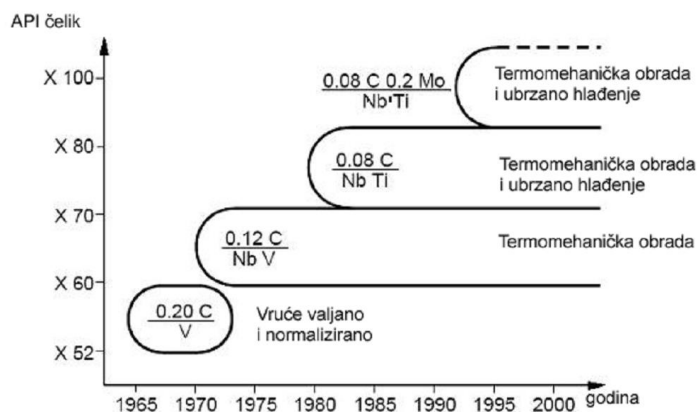 API čelik
X 100
X 80
X 70
X 60
X 52
0.08 C 0.2 Mo
Nb Ti
Termomehanička obrada
i ubrzano hlađenje
0.08 C
Nb Ti
Termomehanička obrada
i ubrzano hlađenje
0.12 C
Nb V
Termomehanička obrada
0.20 C
V
Vruće valjano
i normalizirano
1965 1970 1975 1980 1985 1990 1995 2000 godina